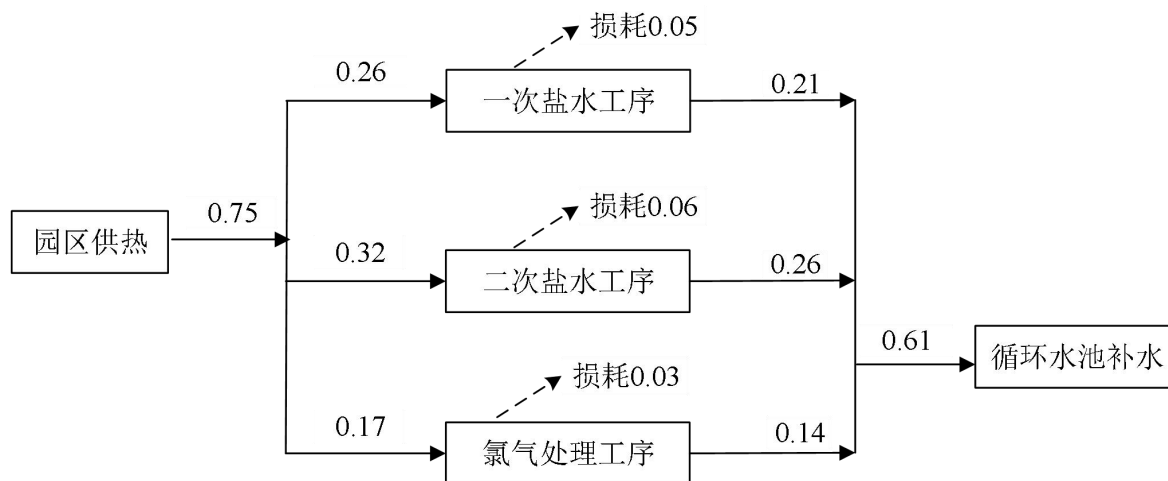 损耗0.05
0.26
一次盐水工序
0.21
园区供热
0.75
损耗0.06
0.32
二次盐水工序
0.26
0.61
循环水池补水
损耗0.03
0.17
氯气处理工序
0.14